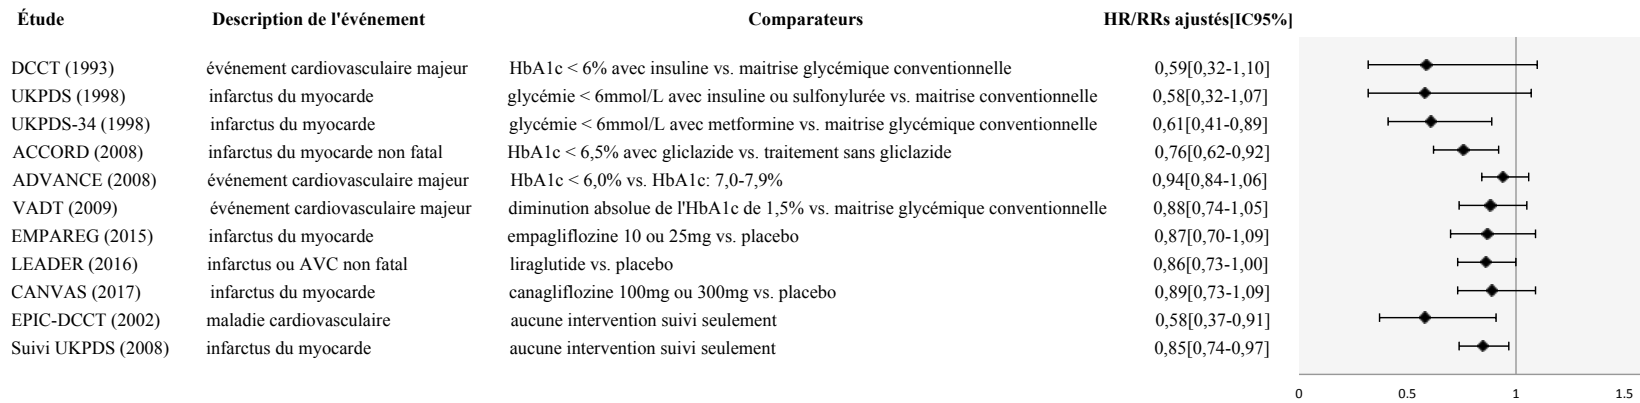 Étude Description de l'événement Comparateurs HR/RRs ajustés[IC95%]
DCCT (1993) événement cardiovasculaire majeur HbA1c < 6% avec insuline vs. maitrise glycémique conventionnelle 0,59[0,32-1,10]
UKPDS (1998) infarctus du myocarde glycémie < 6mmol/L avec insuline ou sulfonylurée vs. maitrise conventionnelle 0,58[0,32-1,07]
UKPDS-34 (1998) infarctus du myocarde glycémie < 6mmol/L avec metformine vs. maitrise glycémique conventionnelle 0,61[0,41-0,89]
ACCORD (2008) infarctus du myocarde non fatal HbA1c < 6,5% avec gliclazide vs. traitement sans gliclazide 0,76[0,62-0,92]
ADVANCE (2008) événement cardiovasculaire majeur HbA1c < 6,0% vs. HbA1c: 7,0-7,9% 0,94[0,84-1,06]
VADT (2009) événement cardiovasculaire majeur diminution absolue de l'HbA1c de 1,5% vs. maitrise glycémique conventionnelle 0,88[0,74-1,05]
EMPAREG (2015) infarctus du myocarde empagliflozine 10 ou 25mg vs. placebo 0,87[0,70-1,09]
LEADER (2016) infarctus ou AVC non fatal liraglutide vs. placebo 0,86[0,73-1,00]
CANVAS (2017) infarctus du myocarde canagliflozine 100mg ou 300mg vs. placebo 0,89[0,73-1,09]
EPIC-DCCT (2002) maladie cardiovasculaire aucune intervention suivi seulement 0,58[0,37-0,91]
Suivi UKPDS (2008) infarctus du myocarde aucune intervention suivi seulement 0,85[0,74-0,97]
0 0.5 1 1.5